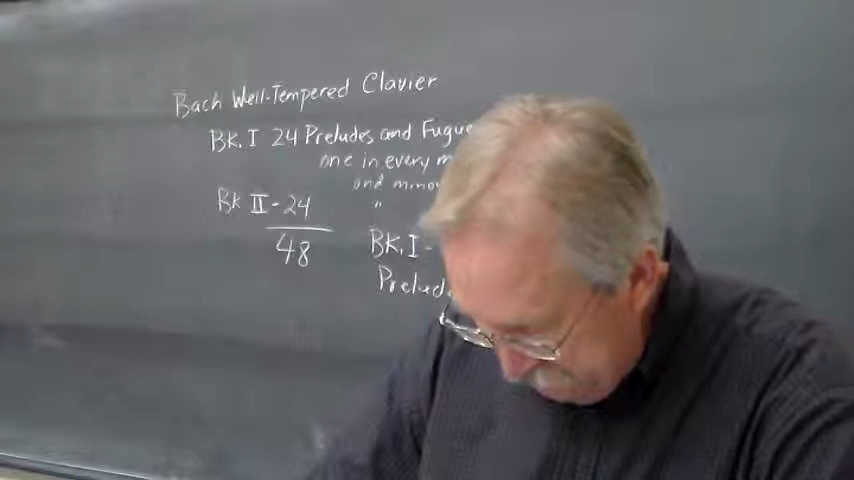 Bach Well-Tempered Clavier
BK. I 24 Preludes and Fugue
one in every m
and minor
BK II - 24
"
48
BK. I -
Prelud